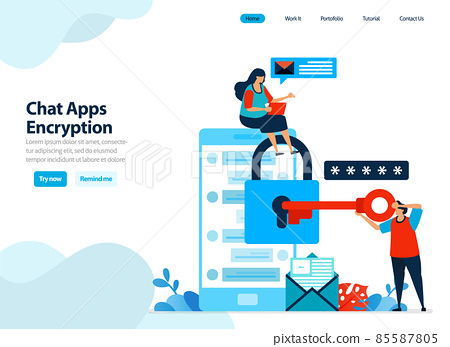 Home Work It Portofolio Tutorial Contact Us
Chat Apps
Encryption
Lorem ipsum dolor sit amet,
consectetur adipiscing elit, sed
do eiusmod tempor incididunt
ut labore et dolore
Try now Remind me
* * * * *
85587805